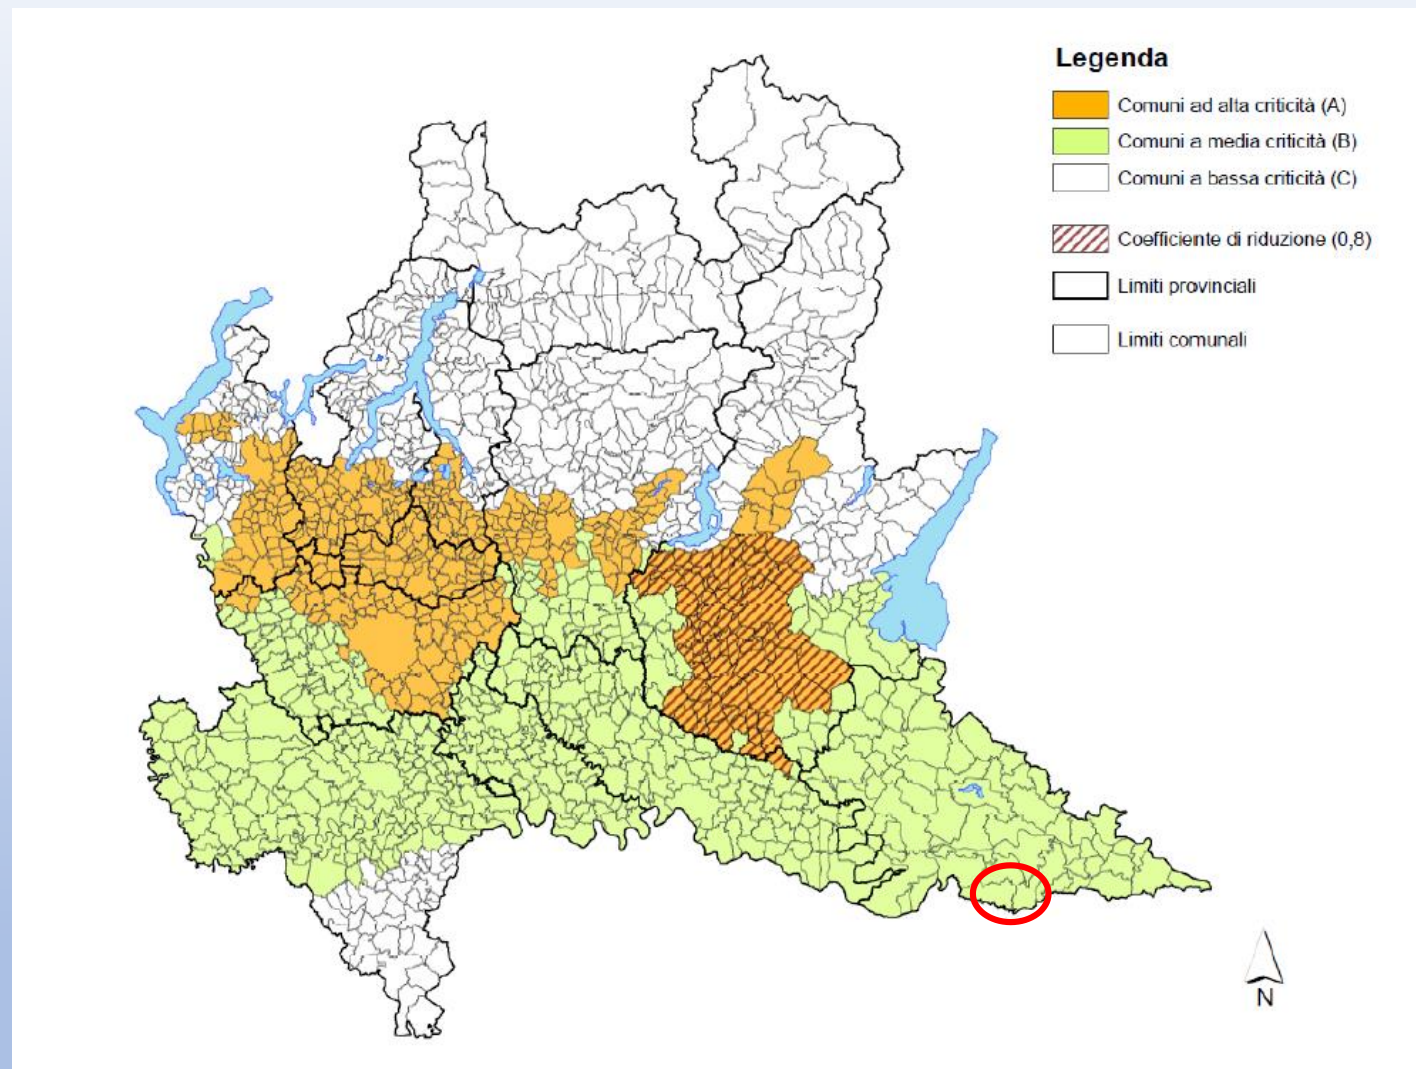 Legenda
Comuni ad alta criticità (A)
Comuni a media criticità (B)
Comuni a bassa criticità (C)
Coefficiente di riduzione (0,8)
Limiti provinciali
Limiti comunali
N